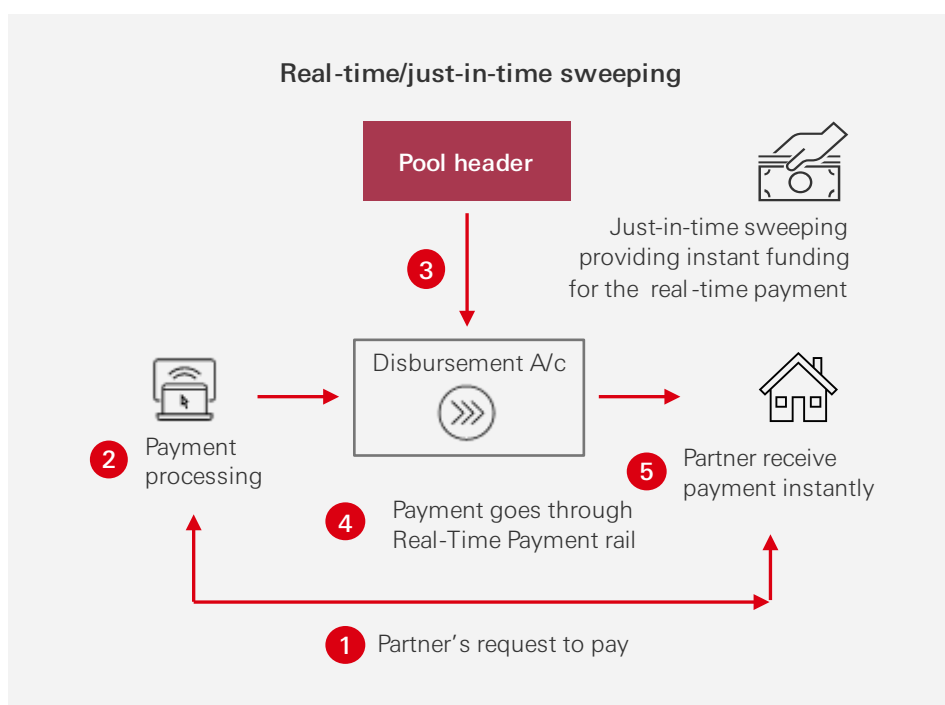 Real-time/just-in-time sweeping
Pool header
Just-in-time sweeping
providing instant funding
for the real-time payment
3
Disbursement A/c
2
Payment
processing
5
Partner receive
payment instantly
4
Payment goes through
Real-Time Payment rail
1
Partner's request to pay